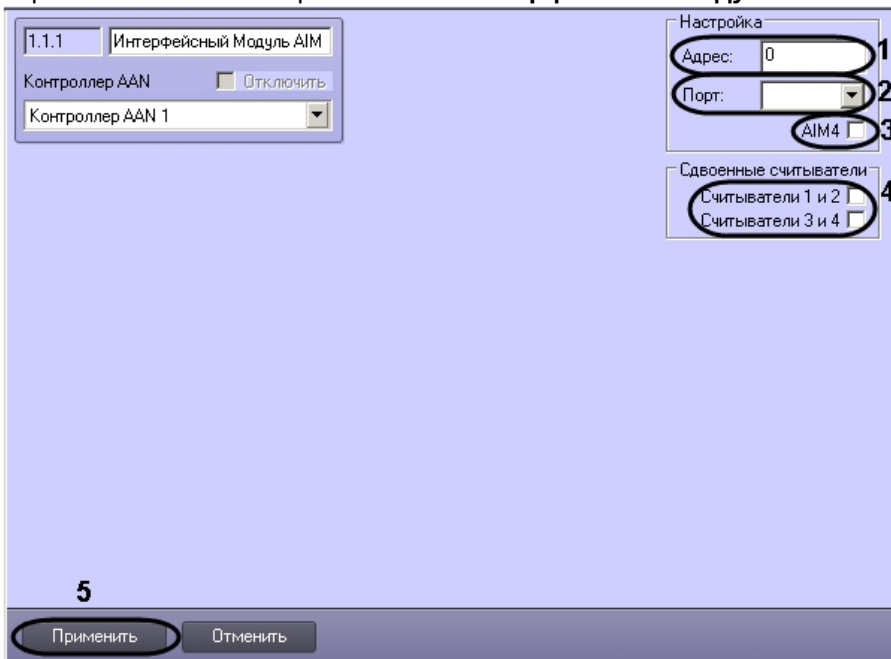 1.1.1 Интерфейсный Модуль AIM
Контроллер AAN Отключить
Контроллер AAN 1
Настройка
Адрес: 0 1
Порт: 2
AIM4 3
Сдвоенные считыватели
Считыватели 1 и 2 4
Считыватели 3 и 4
5
Применить Отменить